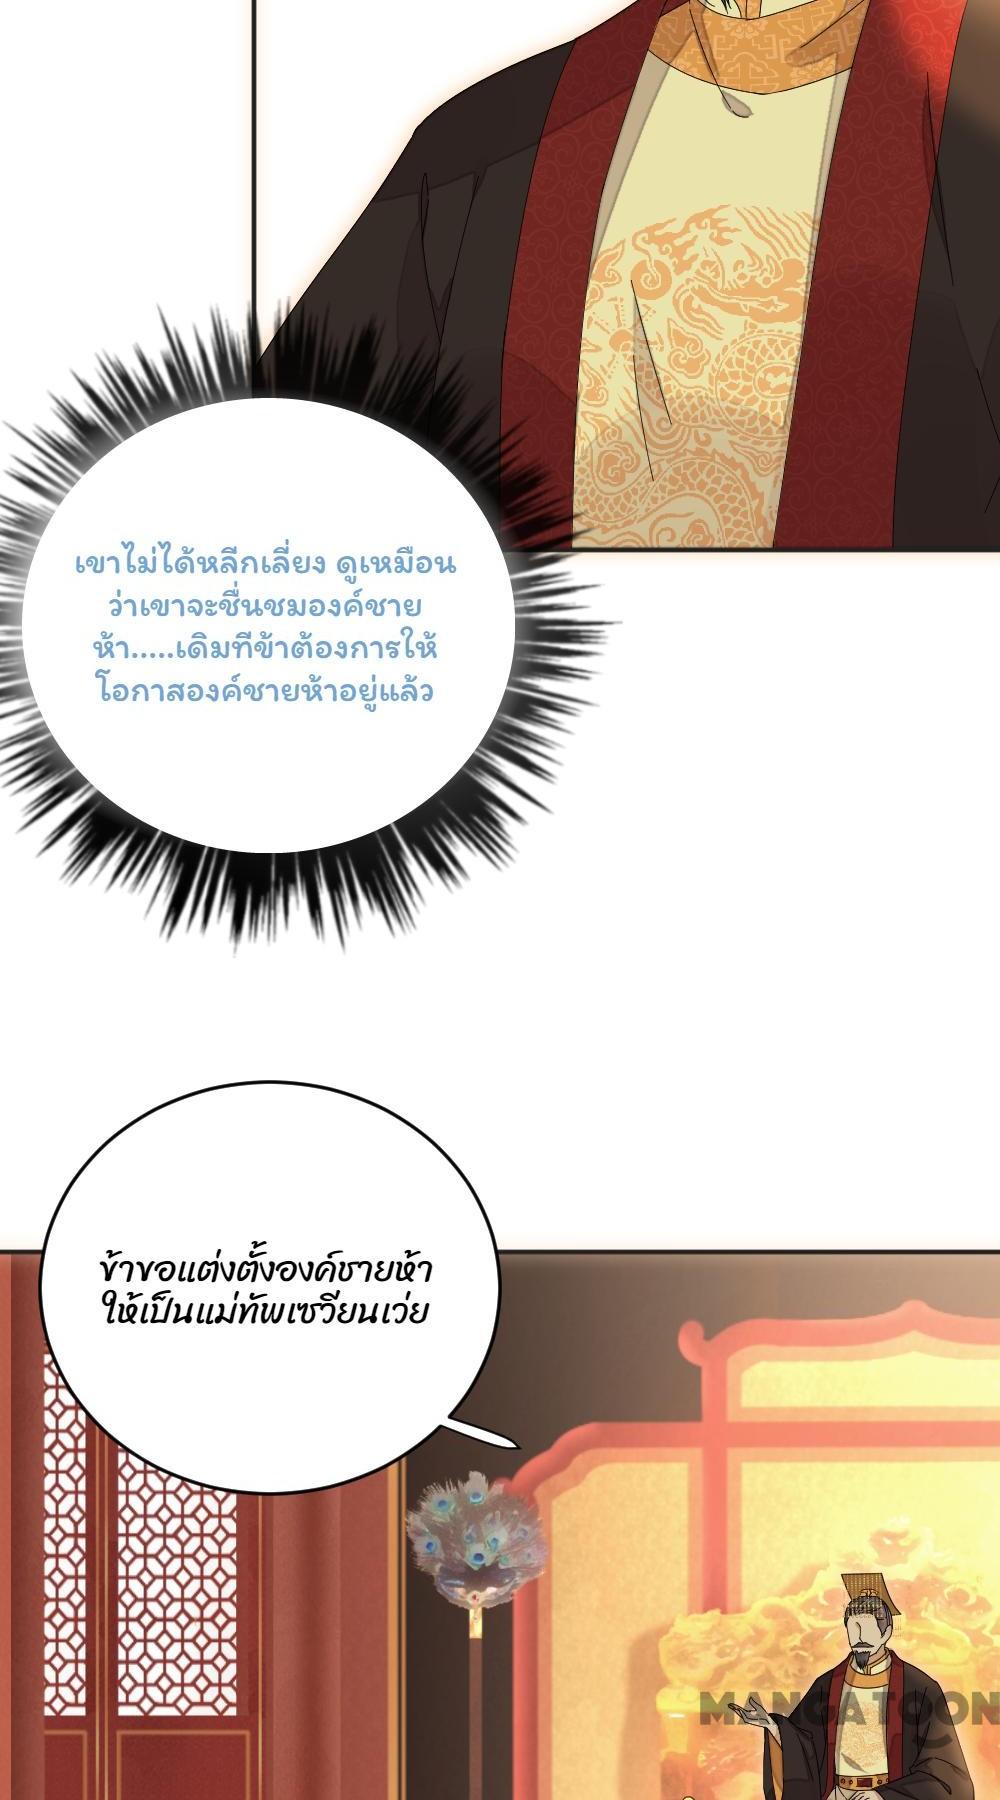 เขาไม่ได้หลีกเลี่ยง ดูเหมือน
ว่าเขาจะชื่นชมองค์ชาย
ห้า.....เดิมทีข้าต้องการให้
โอกาสองค์ชายห้าอยู่แล้ว
ข้าขอแต่งตั้งองค์ชายห้า
ให้เป็นแม่ทัพเซวียนเว่ย
MANGATOON